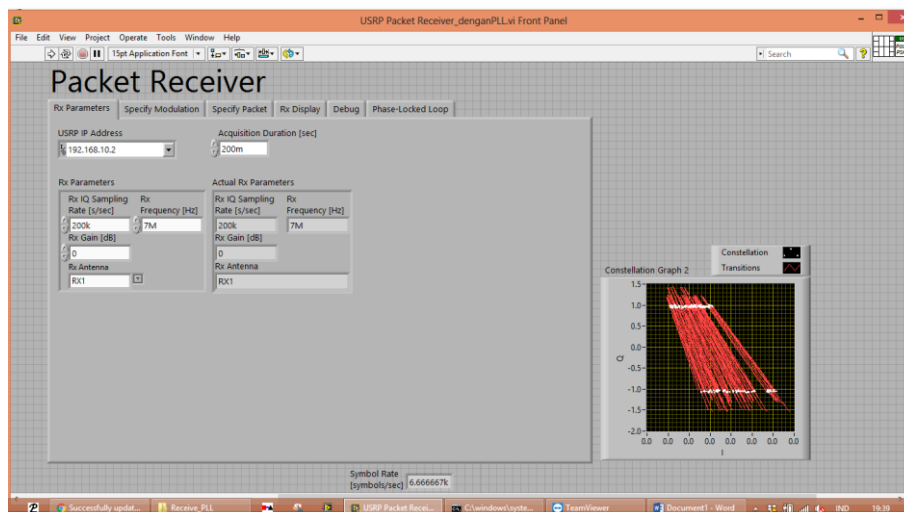 USRP Packet Receiver_denganPLL.vi Front Panel
File Edit View Project Operate Tools Window Help
15pt Application Font
Search
Packet Receiver
Rx Parameters Specify Modulation Specify Packet Rx Display Debug Phase-Locked Loop
USRP IP Address
192.168.10.2
Acquisition Duration [sec]
200m
Rx Parameters
Rx IQ Sampling Rx
Rate [s/sec] Frequency [Hz]
200k 7M
Rx Gain [dB]
0
Rx Antenna
RX1
Actual Rx Parameters
Rx IQ Sampling Rx
Rate [s/sec] Frequency [Hz]
200k 7M
Rx Gain [dB]
0
Rx Antenna
RX1
Constellation
Transitions
Constellation Graph 2
1.5
1.0
0.5
0.0
-0.5
-1.0
-1.5
-2.0
Q
0.0 0.0 0.0 0.0 0.0 0.0 0.0 0.0
I
Symbol Rate
[symbols/sec] 6.666667k
Successfully updat... Receive_PLL USRP Packet Recei... C:\windows\syste... TeamViewer Document1 - Word IND 19:39